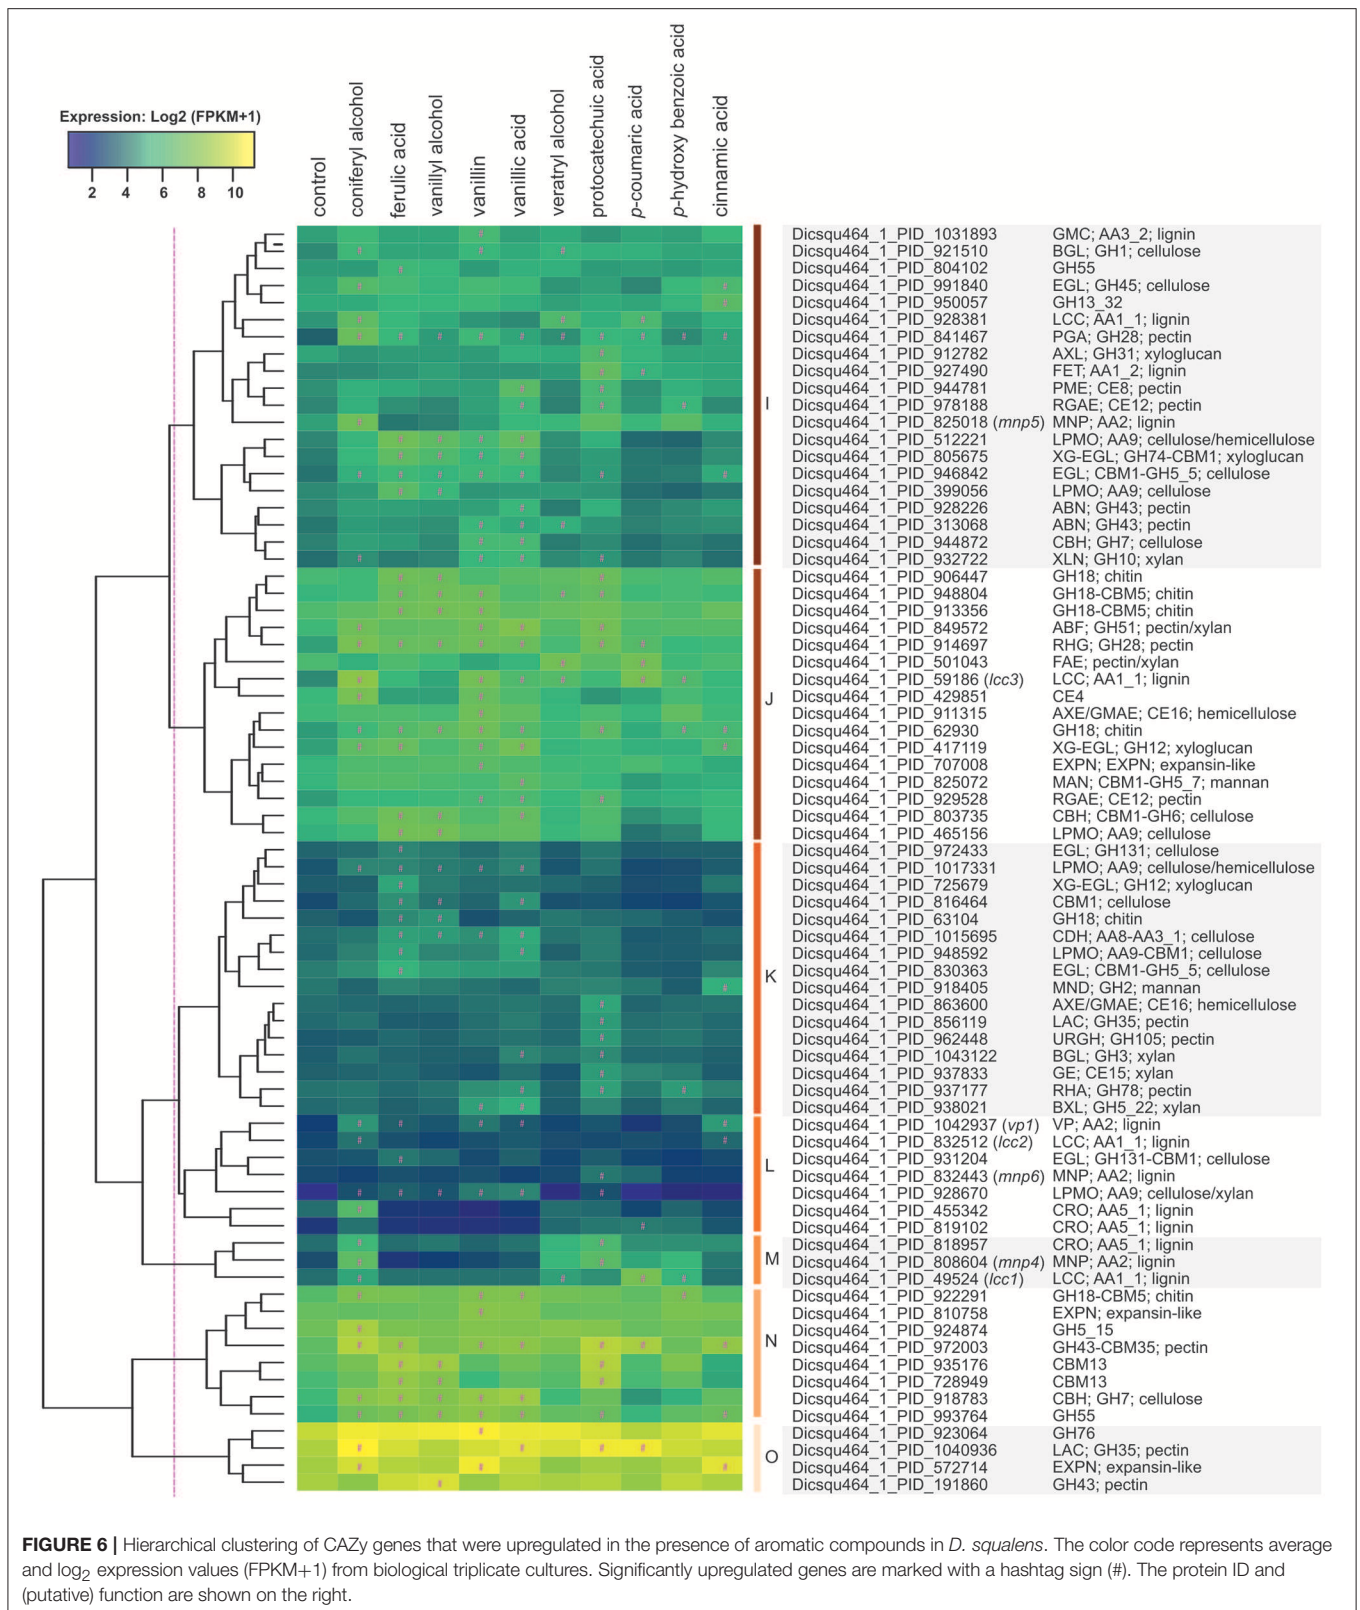 Expression: Log2 (FPKM+1)
2 4 6 8 10
control
coniferyl alcohol
ferulic acid
vanillyl alcohol
vanillin
vanillic acid
veratryl alcohol
protocatechuic acid
p-coumaric acid
p-hydroxy benzoic acid
cinnamic acid
Dicsqu464_1_PID_1031893 GMC; AA3_2; lignin
Dicsqu464_1_PID_921510 BGL; GH1; cellulose
Dicsqu464_1_PID_804102 GH55
Dicsqu464_1_PID_991840 EGL; GH45; cellulose
Dicsqu464_1_PID_950057 GH13_32
Dicsqu464_1_PID_928381 LCC; AA1_1; lignin
Dicsqu464_1_PID_841467 PGA; GH28; pectin
Dicsqu464_1_PID_912782 AXL; GH31; xyloglucan
Dicsqu464_1_PID_927490 FET; AA1_2; lignin
Dicsqu464_1_PID_944781 PME; CE8; pectin
Dicsqu464_1_PID_978188 RGAE; CE12; pectin
I
Dicsqu464_1_PID_825018 (mnp5) MNP; AA2; lignin
Dicsqu464_1_PID_512221 LPMO; AA9; cellulose/hemicellulose
Dicsqu464_1_PID_805675 XG-EGL; GH74-CBM1; xyloglucan
Dicsqu464_1_PID_946842 EGL; CBM1-GH5_5; cellulose
Dicsqu464_1_PID_399056 LPMO; AA9; cellulose
Dicsqu464_1_PID_928226 ABN; GH43; pectin
Dicsqu464_1_PID_313068 ABN; GH43; pectin
Dicsqu464_1_PID_944872 CBH; GH7; cellulose
Dicsqu464_1_PID_932722 XLN; GH10; xylan
Dicsqu464_1_PID_906447 GH18; chitin
Dicsqu464_1_PID_948804 GH18-CBM5; chitin
Dicsqu464_1_PID_913356 GH18-CBM5; chitin
Dicsqu464_1_PID_849572 ABF; GH51; pectin/xylan
Dicsqu464_1_PID_914697 RHG; GH28; pectin
Dicsqu464_1_PID_501043 FAE; pectin/xylan
Dicsqu464_1_PID_59186 (lcc3) LCC; AA1_1; lignin
Dicsqu464_1_PID_429851 CE4
J
Dicsqu464_1_PID_911315 AXE/GMAE; CE16; hemicellulose
Dicsqu464_1_PID_62930 GH18; chitin
Dicsqu464_1_PID_417119 XG-EGL; GH12; xyloglucan
Dicsqu464_1_PID_707008 EXPN; EXPN; expansin-like
Dicsqu464_1_PID_825072 MAN; CBM1-GH5_7; mannan
Dicsqu464_1_PID_929528 RGAE; CE12; pectin
Dicsqu464_1_PID_803735 CBH; CBM1-GH6; cellulose
Dicsqu464_1_PID_465156 LPMO; AA9; cellulose
Dicsqu464_1_PID_972433 EGL; GH131; cellulose
Dicsqu464_1_PID_1017331 LPMO; AA9; cellulose/hemicellulose
Dicsqu464_1_PID_725679 XG-EGL; GH12; xyloglucan
Dicsqu464_1_PID_816464 CBM1; cellulose
Dicsqu464_1_PID_63104 GH18; chitin
Dicsqu464_1_PID_1015695 CDH; AA8-AA3_1; cellulose
Dicsqu464_1_PID_948592 LPMO; AA9-CBM1; cellulose
Dicsqu464_1_PID_830363 EGL; CBM1-GH5_5; cellulose
K
Dicsqu464_1_PID_918405 MND; GH2; mannan
Dicsqu464_1_PID_863600 AXE/GMAE; CE16; hemicellulose
Dicsqu464_1_PID_856119 LAC; GH35; pectin
Dicsqu464_1_PID_962448 URGH; GH105; pectin
Dicsqu464_1_PID_1043122 BGL; GH3; xylan
Dicsqu464_1_PID_937833 GE; CE15; xylan
Dicsqu464_1_PID_937177 RHA; GH78; pectin
Dicsqu464_1_PID_938021 BXL; GH5_22; xylan
Dicsqu464_1_PID_1042937 (vp1) VP; AA2; lignin
Dicsqu464_1_PID_832512 (lcc2) LCC; AA1_1; lignin
Dicsqu464_1_PID_931204 EGL; GH131-CBM1; cellulose
L
Dicsqu464_1_PID_832443 (mnp6) MNP; AA2; lignin
Dicsqu464_1_PID_928670 LPMO; AA9; cellulose/xylan
Dicsqu464_1_PID_455342 CRO; AA5_1; lignin
Dicsqu464_1_PID_819102 CRO; AA5_1; lignin
Dicsqu464_1_PID_818957 CRO; AA5_1; lignin
M
Dicsqu464_1_PID_808604 (mnp4) MNP; AA2; lignin
Dicsqu464_1_PID_49524 (lcc1) LCC; AA1_1; lignin
Dicsqu464_1_PID_922291 GH18-CBM5; chitin
Dicsqu464_1_PID_810758 EXPN; expansin-like
Dicsqu464_1_PID_924874 GH5_15
N
Dicsqu464_1_PID_972003 GH43-CBM35; pectin
Dicsqu464_1_PID_935176 CBM13
Dicsqu464_1_PID_728949 CBM13
Dicsqu464_1_PID_918783 CBH; GH7; cellulose
Dicsqu464_1_PID_993764 GH55
Dicsqu464_1_PID_923064 GH76
Dicsqu464_1_PID_1040936 LAC; GH35; pectin
O
Dicsqu464_1_PID_572714 EXPN; expansin-like
Dicsqu464_1_PID_191860 GH43; pectin
FIGURE 6 | Hierarchical clustering of CAZy genes that were upregulated in the presence of aromatic compounds in D. squalens. The color code represents average
and log2 expression values (FPKM+1) from biological triplicate cultures. Significantly upregulated genes are marked with a hashtag sign (#). The protein ID and
(putative) function are shown on the right.